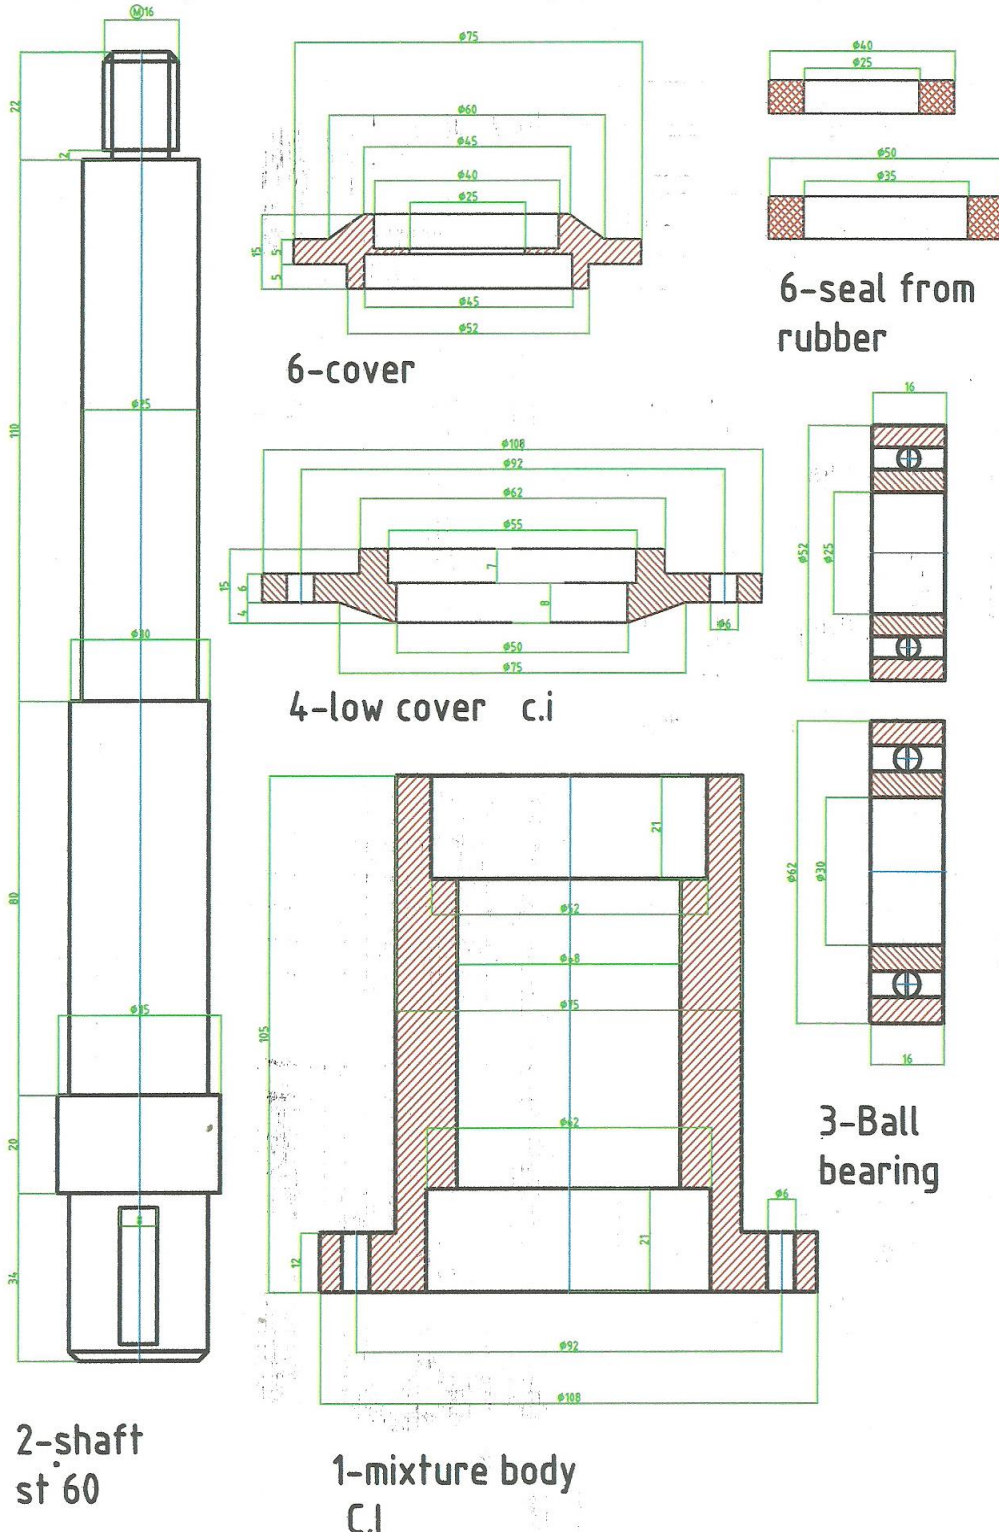 Ⓜ16
22
2
110
ø25
ø30
80
ø35
20
8
34
2-shaft
st 60
ø75
ø60
ø45
ø40
ø25
15
5
5
ø45
ø52
6-cover
ø40
ø25
ø50
ø35
6-seal from
rubber
ø108
ø92
ø62
ø55
15
6
4
7
8
ø6
ø50
ø75
4-low cover c.i
16
ø52
ø25
ø62
ø30
16
3-Ball
bearing
21
ø52
ø48
ø75
105
ø62
ø6
21
12
ø92
ø108
1-mixture body
C.I